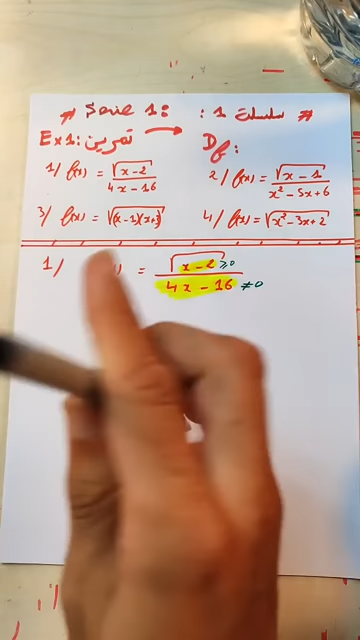 # Serie 1: : 1 سلسلة #
Ex1: تمرين → Df:
1/ f(x) = √(x-2) / (4x-16)
2/ f(x) = √(x-1) / (x²-5x+6)
3/ f(x) = √((x-1)(x+3))
4/ f(x) = √(x²-3x+2)
1/ = √(x-2) ≥0 / (4x-16) ≠0